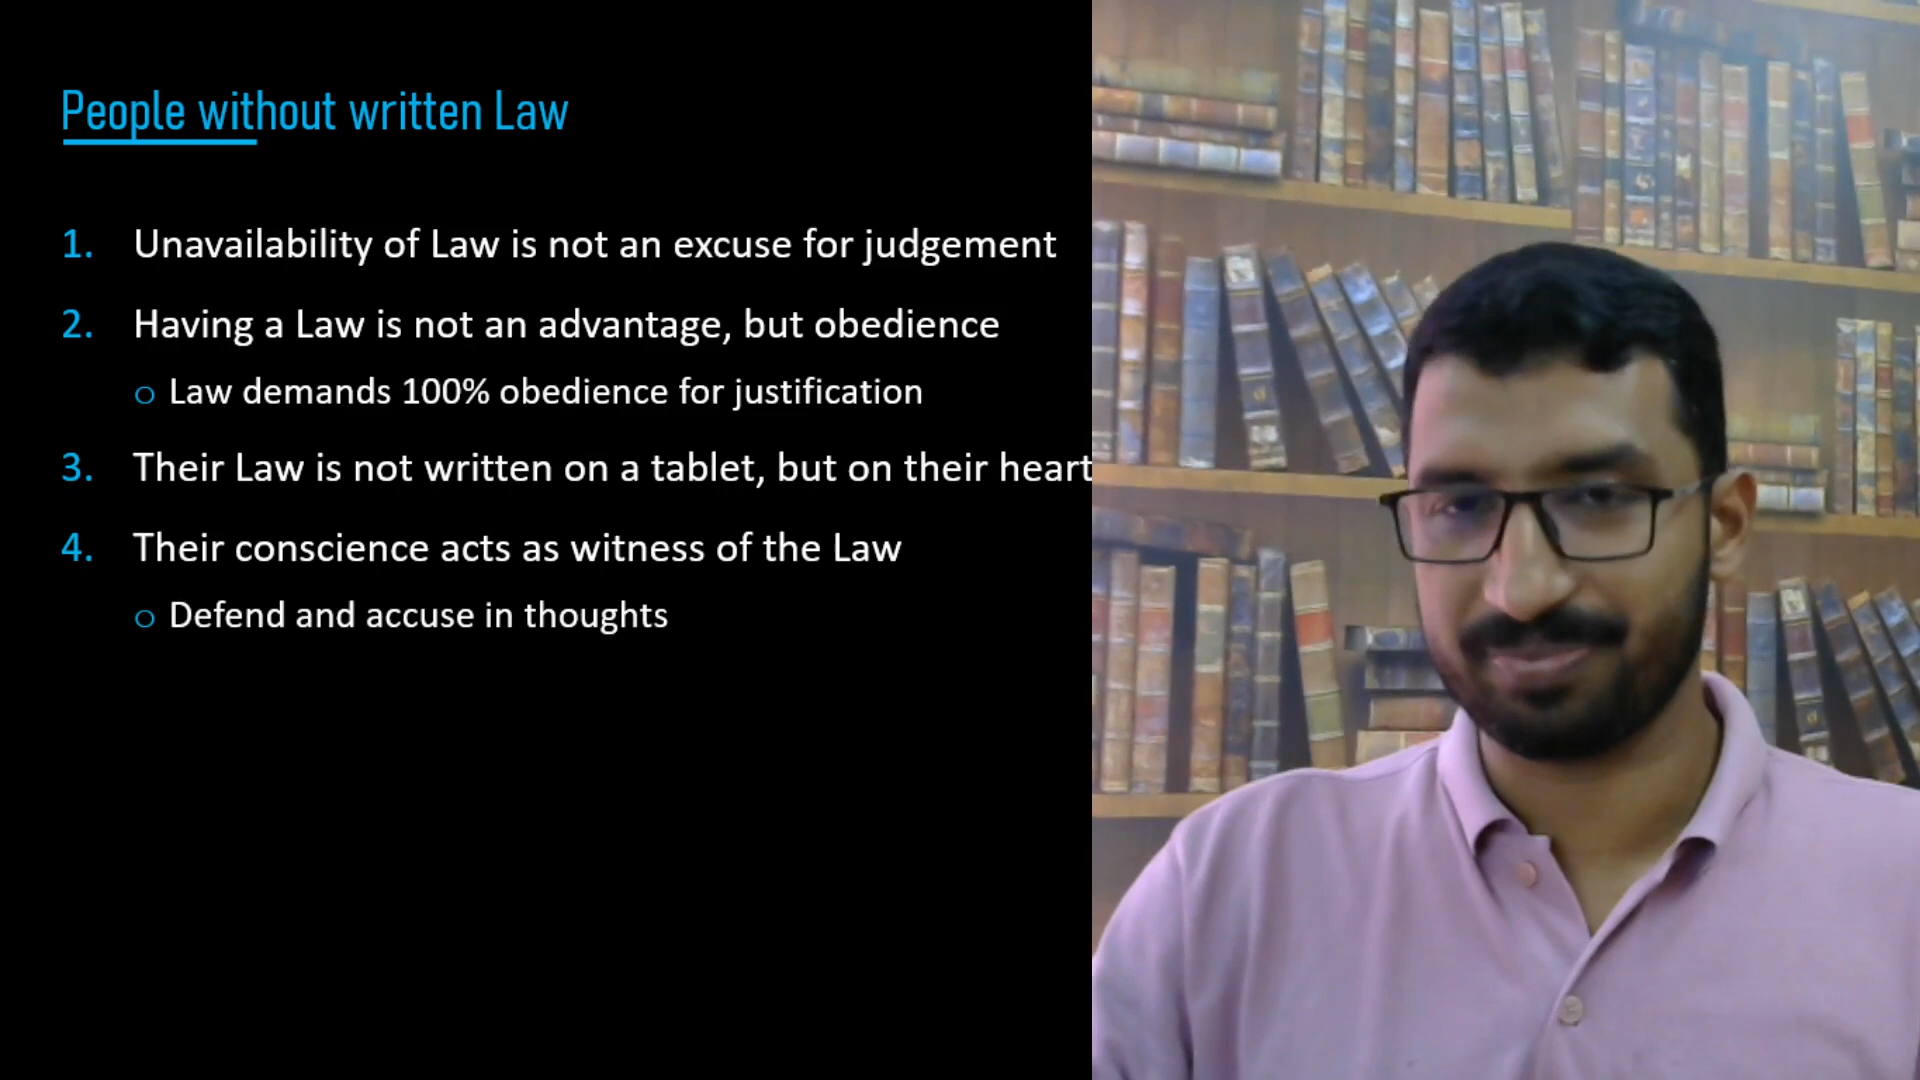 People without written Law
1. Unavailability of Law is not an excuse for judgement
2. Having a Law is not an advantage, but obedience
o Law demands 100% obedience for justification
3. Their Law is not written on a tablet, but on their heart
4. Their conscience acts as witness of the Law
o Defend and accuse in thoughts